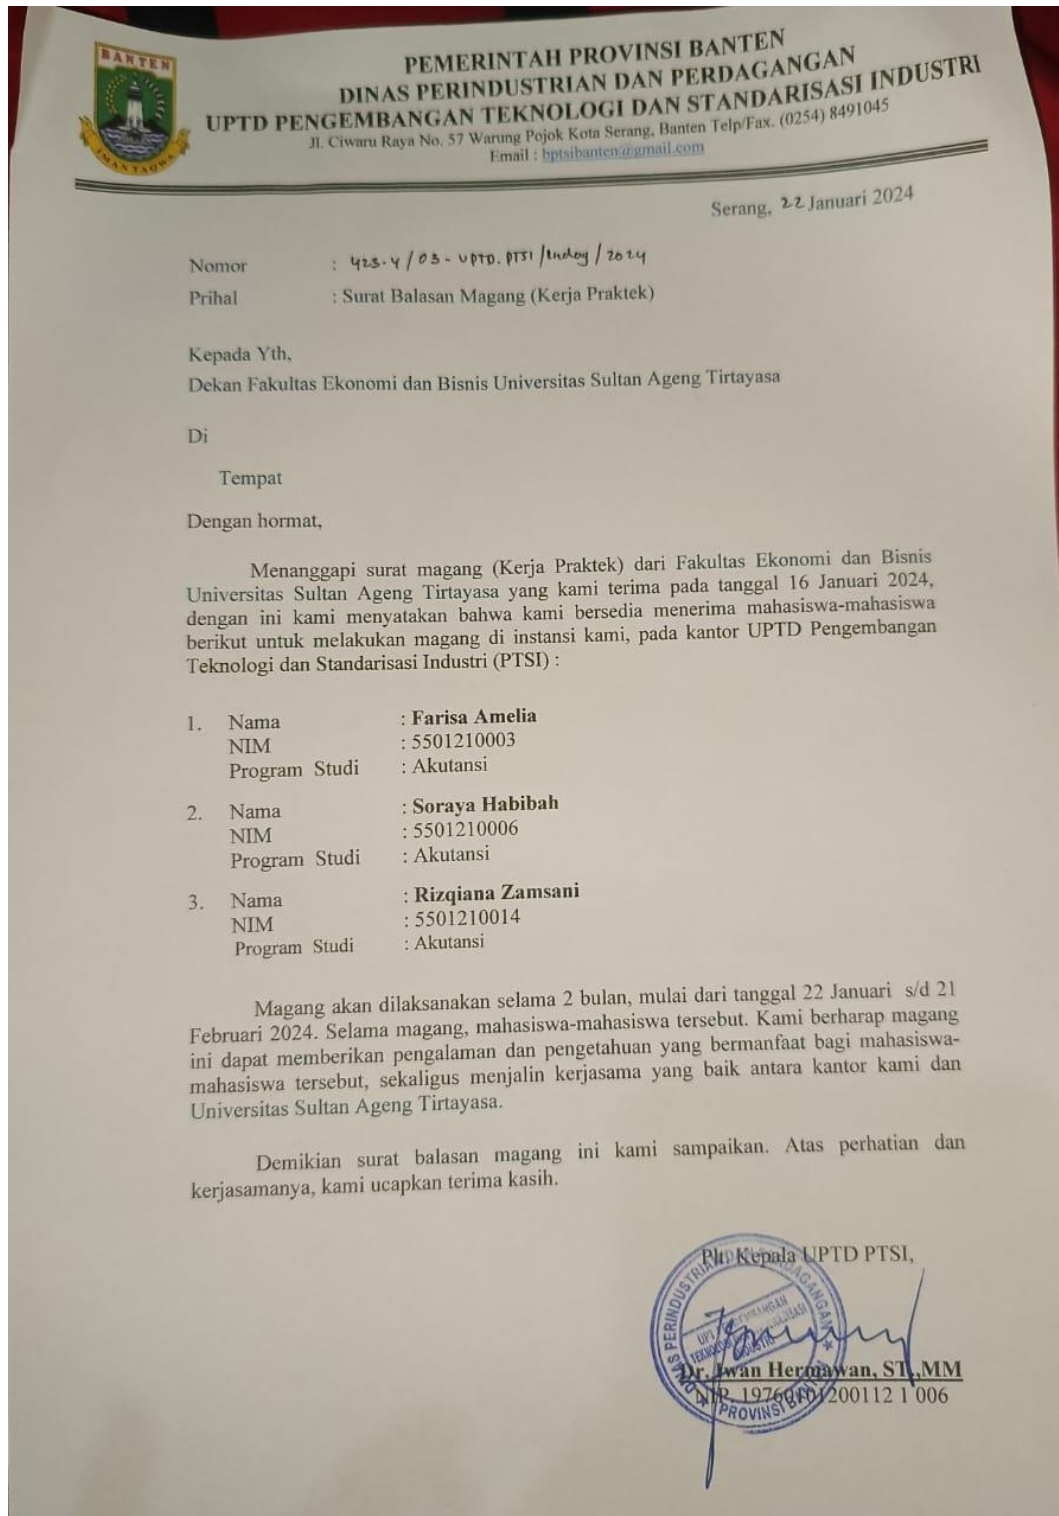 BANTEN
IMAN TAQWA
PEMERINTAH PROVINSI BANTEN
DINAS PERINDUSTRIAN DAN PERDAGANGAN
UPTD PENGEMBANGAN TEKNOLOGI DAN STANDARISASI INDUSTRI
Jl. Ciwaru Raya No. 57 Warung Pojok Kota Serang, Banten Telp/Fax. (0254) 8491045
Email : bptsibanten@gmail.com
Serang, 22 Januari 2024
Nomor : 423.4/03-UPTD.PTSI/Indag/2024
Prihal : Surat Balasan Magang (Kerja Praktek)
Kepada Yth,
Dekan Fakultas Ekonomi dan Bisnis Universitas Sultan Ageng Tirtayasa
Di
Tempat
Dengan hormat,
Menanggapi surat magang (Kerja Praktek) dari Fakultas Ekonomi dan Bisnis
Universitas Sultan Ageng Tirtayasa yang kami terima pada tanggal 16 Januari 2024,
dengan ini kami menyatakan bahwa kami bersedia menerima mahasiswa-mahasiswa
berikut untuk melakukan magang di instansi kami, pada kantor UPTD Pengembangan
Teknologi dan Standarisasi Industri (PTSI) :
1. Nama : Farisa Amelia
NIM : 5501210003
Program Studi : Akutansi
2. Nama : Soraya Habibah
NIM : 5501210006
Program Studi : Akutansi
3. Nama : Rizqiana Zamsani
NIM : 5501210014
Program Studi : Akutansi
Magang akan dilaksanakan selama 2 bulan, mulai dari tanggal 22 Januari s/d 21
Februari 2024. Selama magang, mahasiswa-mahasiswa tersebut. Kami berharap magang
ini dapat memberikan pengalaman dan pengetahuan yang bermanfaat bagi mahasiswa-
mahasiswa tersebut, sekaligus menjalin kerjasama yang baik antara kantor kami dan
Universitas Sultan Ageng Tirtayasa.
Demikian surat balasan magang ini kami sampaikan. Atas perhatian dan
kerjasamanya, kami ucapkan terima kasih.
Plt. Kepala UPTD PTSI,
DINAS PERINDUSTRIAN DAN PERDAGANGAN
PROVINSI BANTEN
Dr. Iwan Hermawan, ST.,MM
NIP.